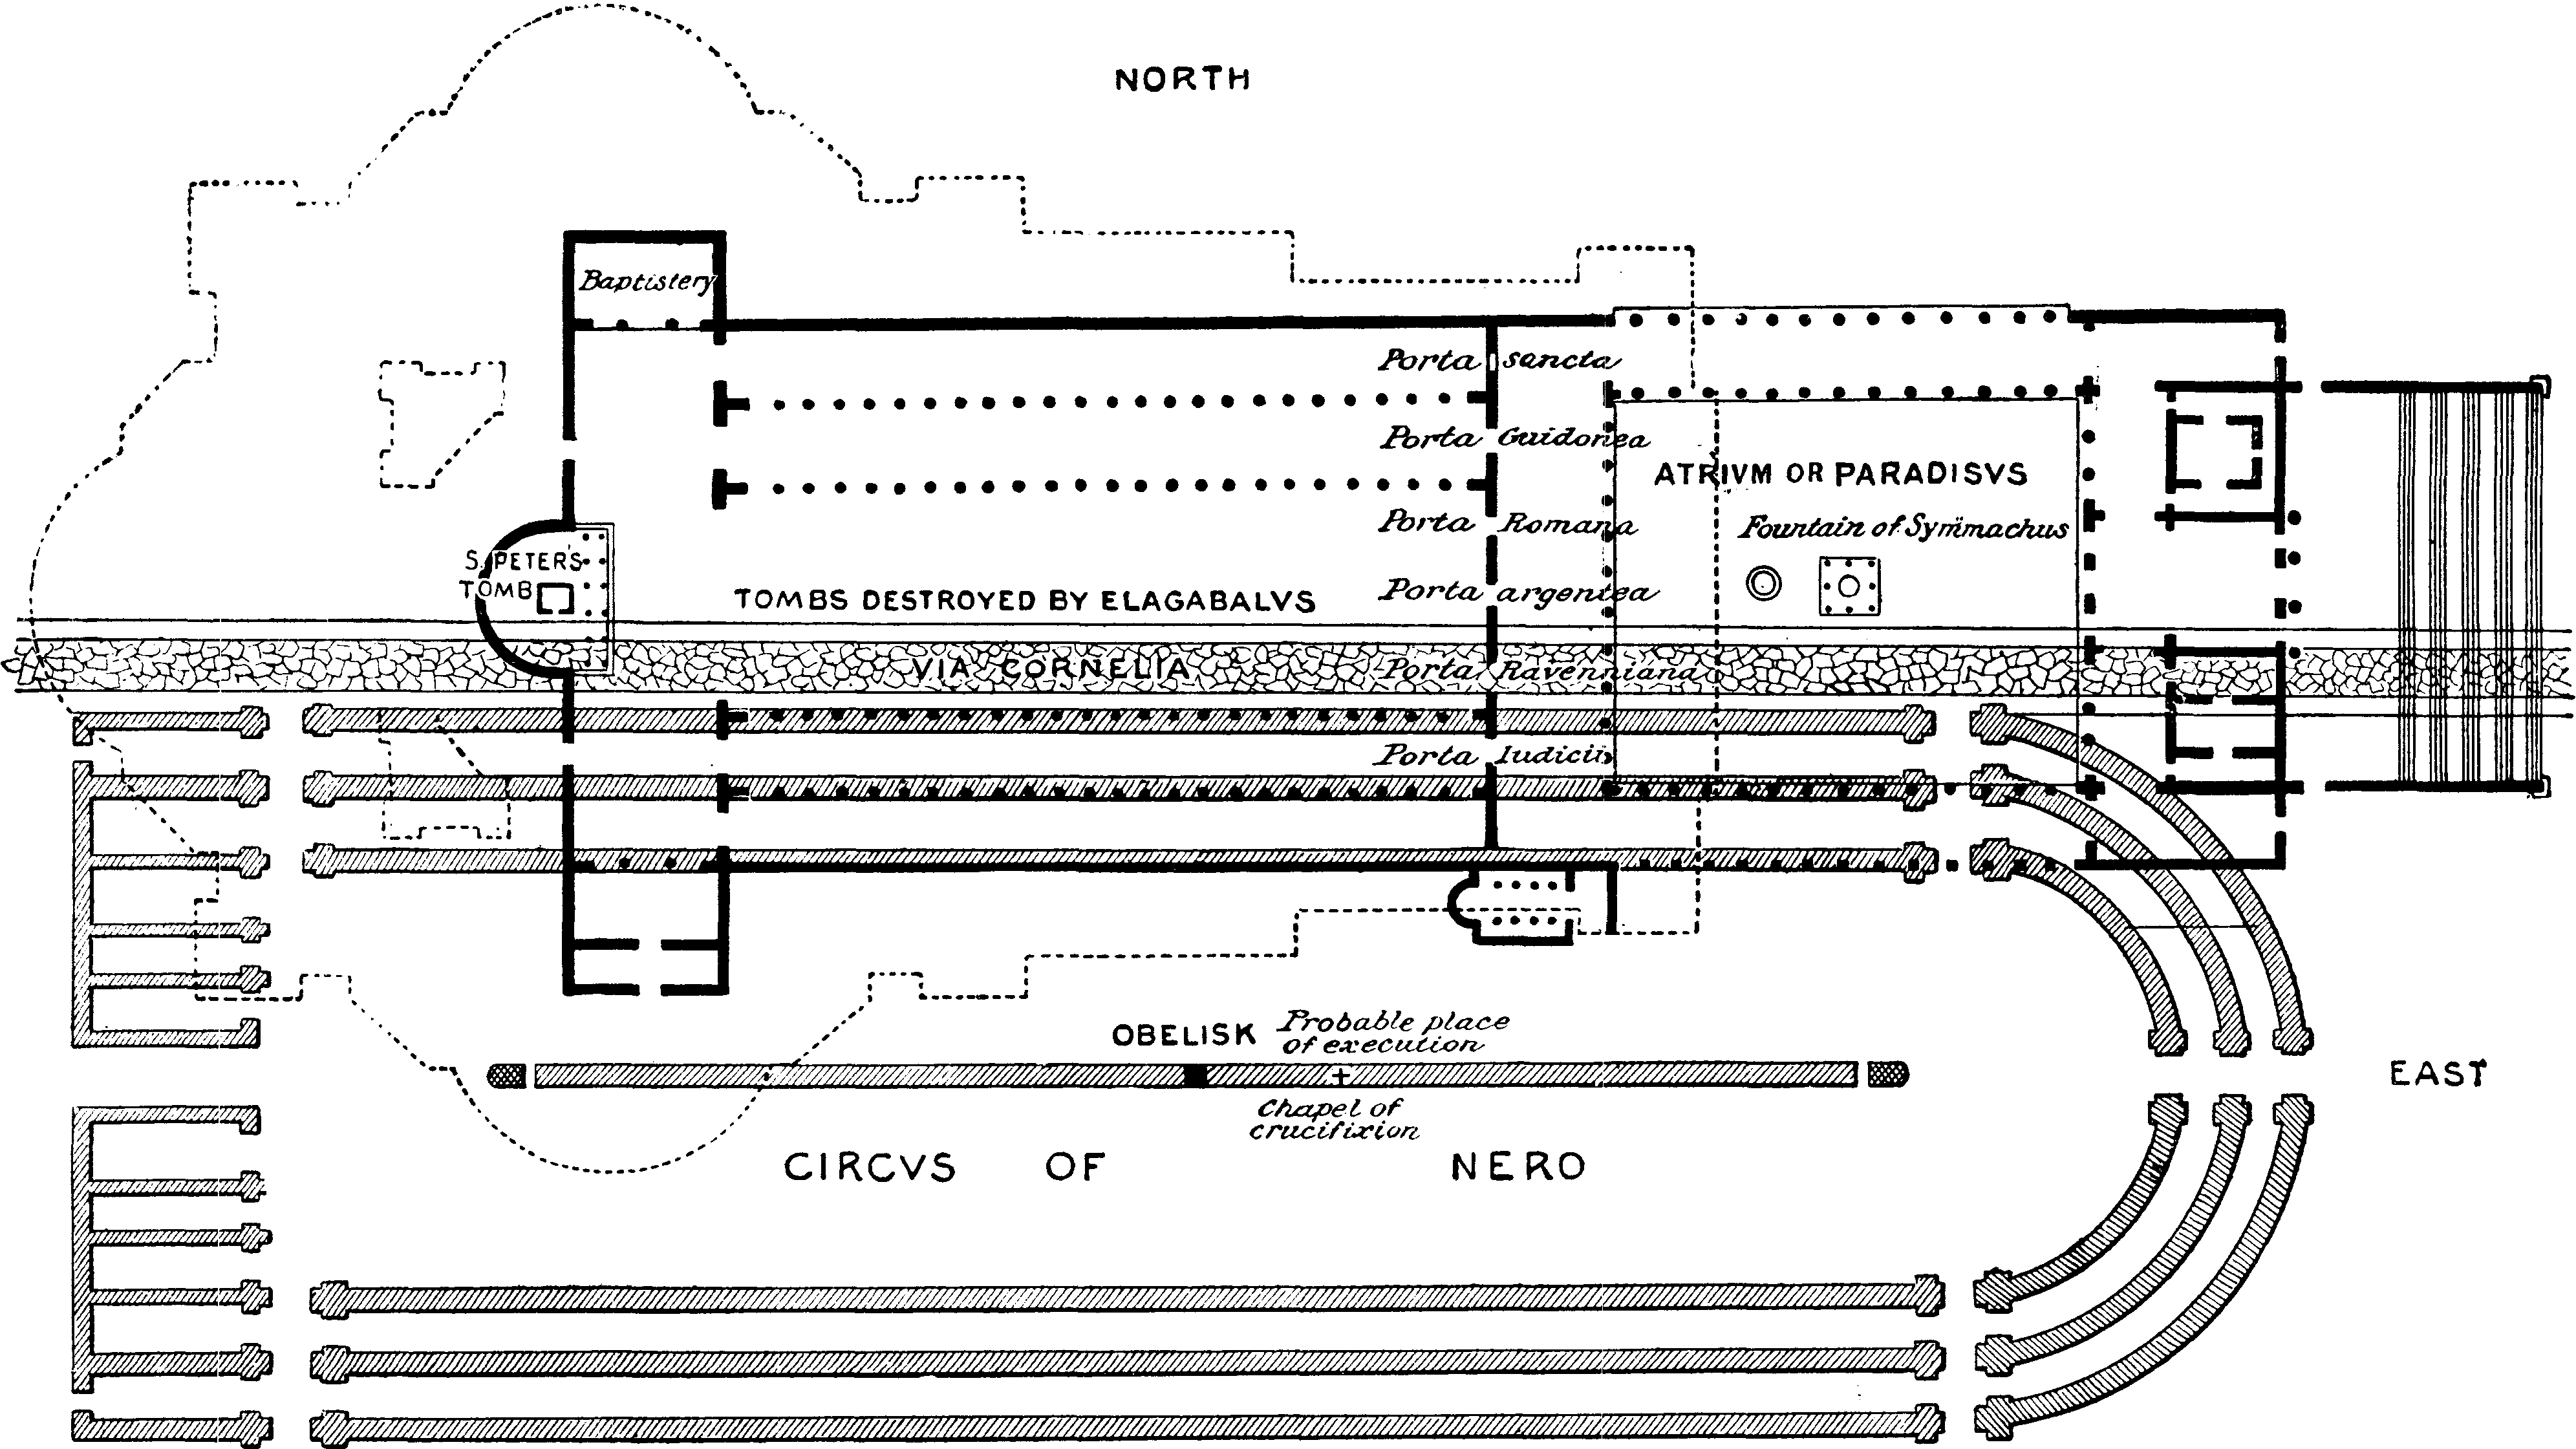 NORTH
Baptistery
Porta sancta
Porta Guidonea
ATRIVM OR PARADISVS
Porta Romana
Fountain of Symmachus
S. PETERS
TOMB
TOMBS DESTROYED BY ELAGABALVS
Porta argentea
VIA CORNELIA
Porta Ravenniana
Porta Iudicii
OBELISK
Probable place
of execution
EAST
Chapel of
crucifixion
CIRCVS OF NERO